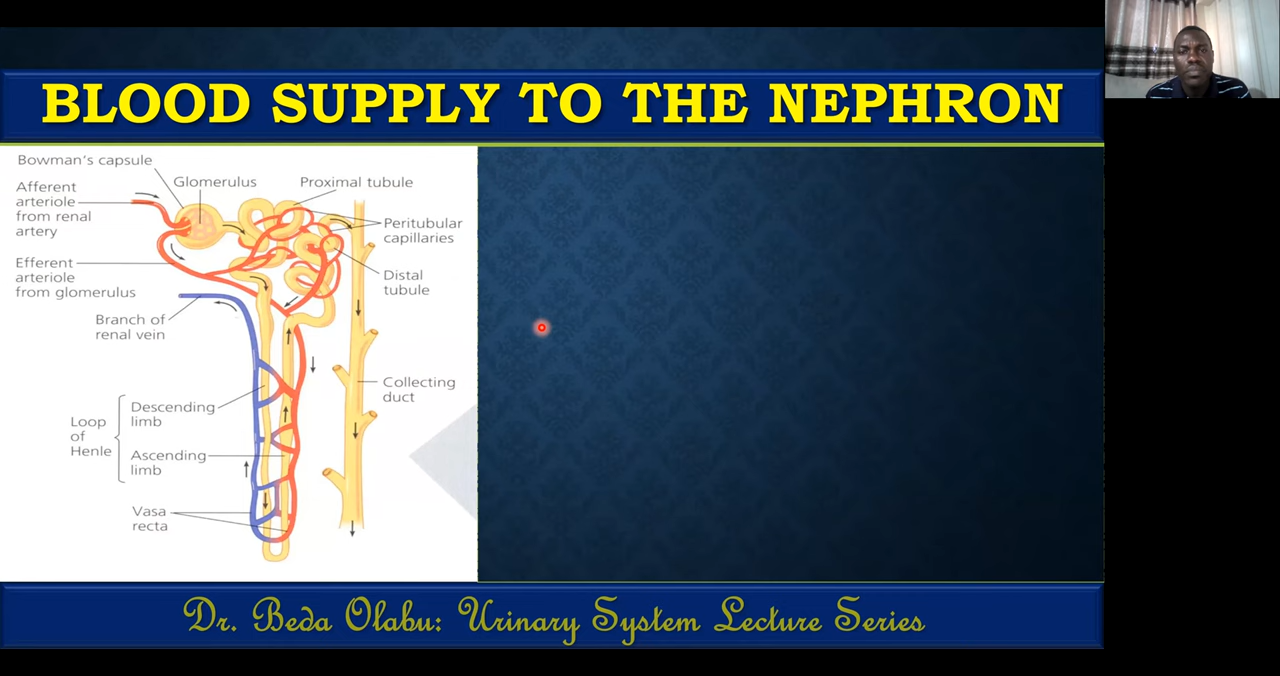 BLOOD SUPPLY TO THE NEPHRON
Bowman's capsule
Glomerulus
Proximal tubule
Afferent
arteriole
from renal
artery
Peritubular
capillaries
Efferent
arteriole
from glomerulus
Distal
tubule
Branch of
renal vein
Collecting
duct
Loop
of
Henle
Descending
limb
Ascending
limb
Vasa
recta
Dr. Beda Olabu: Urinary System Lecture Series